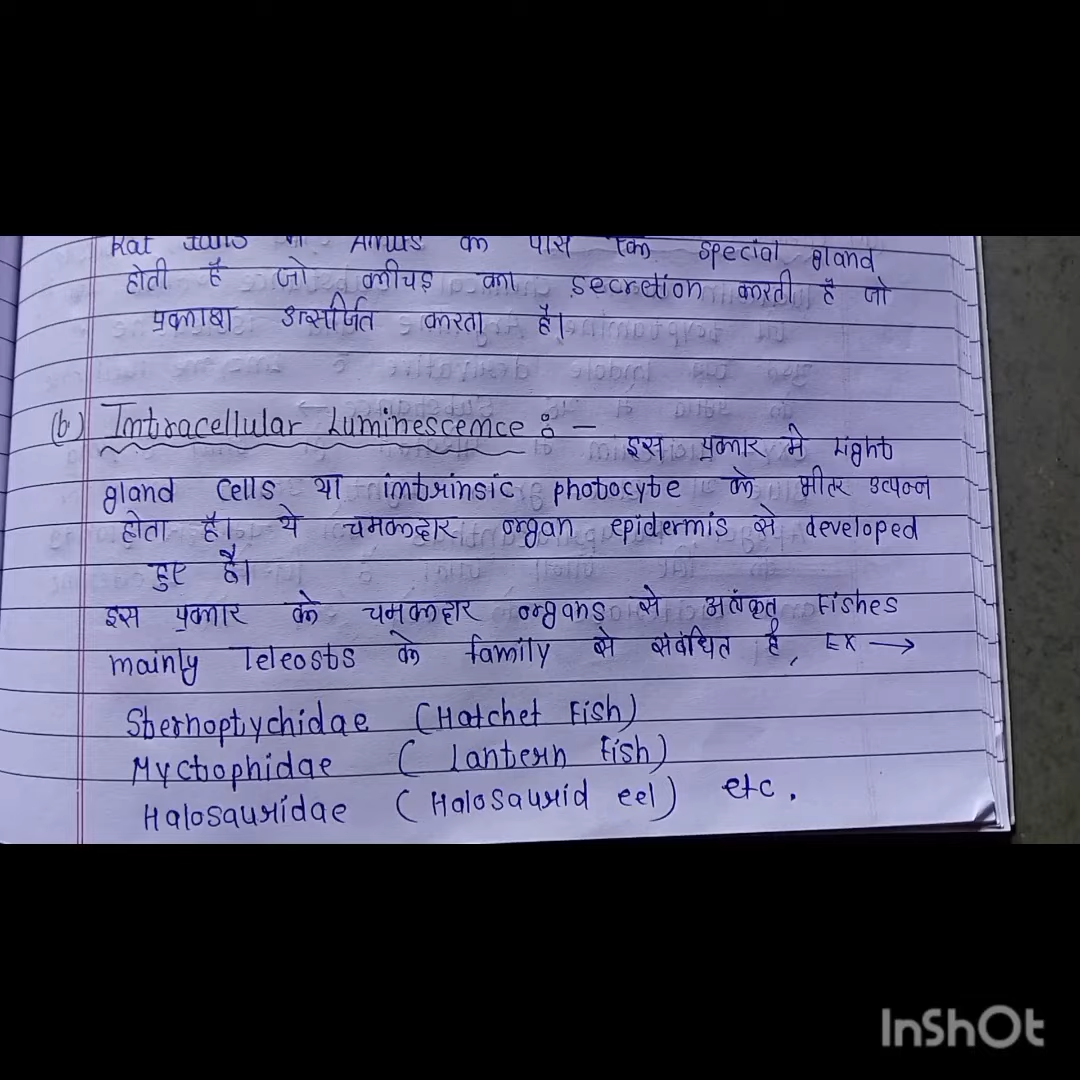 Rat Tails में Anus के पास एक special gland
होती है जो कीचड़ का secretion करती है जो
प्रकाश उत्सर्जित करता है।
(b) Intracellular Luminescence :-
इस प्रकार में Light
gland cells या intrinsic photocyte के भीतर उत्पन्न
होता है। ये चमकदार organ epidermis से developed
हुए हैं।
इस प्रकार के चमकदार organs से अलंकृत Fishes
mainly Teleosts के family से संबंधित है, Ex →
Sternoptychidae (Hatchet Fish)
Myctophidae ( Lantern Fish)
Halosauridae ( Halosaurid eel) etc.
InShOt